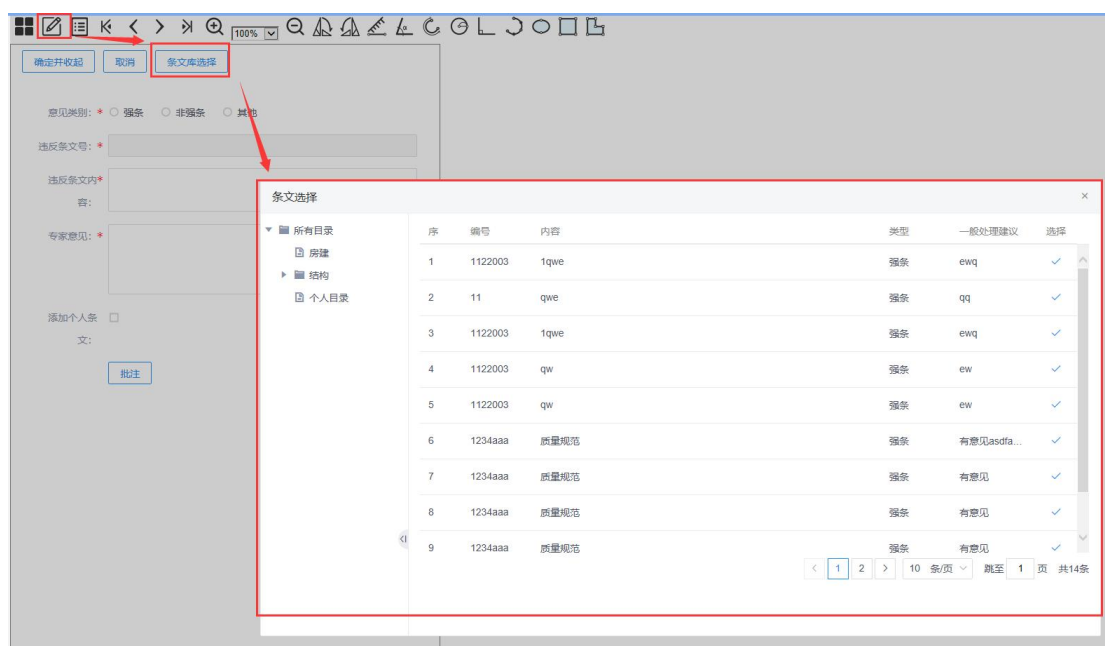 100%
确定并收起 取消 条文库选择
意见类别: * 强条 非强条 其他
违反条文号: *
违反条文内*
容:
专家意见: *
添加个人条
文:
批注
条文选择 ×
所有目录
房建
结构
个人目录
序 编号 内容 类型 一般处理建议 选择
1 1122003 1qwe 强条 ewq
2 11 qwe 强条 qq
3 1122003 1qwe 强条 ewq
4 1122003 qw 强条 ew
5 1122003 qw 强条 ew
6 1234aaa 质量规范 强条 有意见asdfa...
7 1234aaa 质量规范 强条 有意见
8 1234aaa 质量规范 强条 有意见
9 1234aaa 质量规范 强条 有意见
1 2 10 条/页 跳至 1 页 共14条